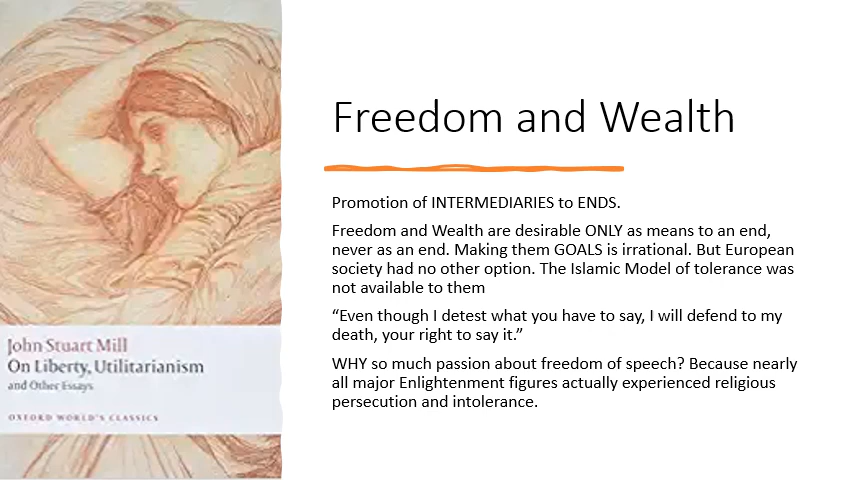 Freedom and Wealth
Promotion of INTERMEDIARIES to ENDS.
Freedom and Wealth are desirable ONLY as means to an end,
never as an end. Making them GOALS is irrational. But European
society had no other option. The Islamic Model of tolerance was
not available to them
“Even though I detest what you have to say, I will defend to my
death, your right to say it.”
WHY so much passion about freedom of speech? Because nearly
all major Enlightenment figures actually experienced religious
persecution and intolerance.
John Stuart Mill
On Liberty, Utilitarianism
and Other Essays
OXFORD WORLD'S CLASSICS